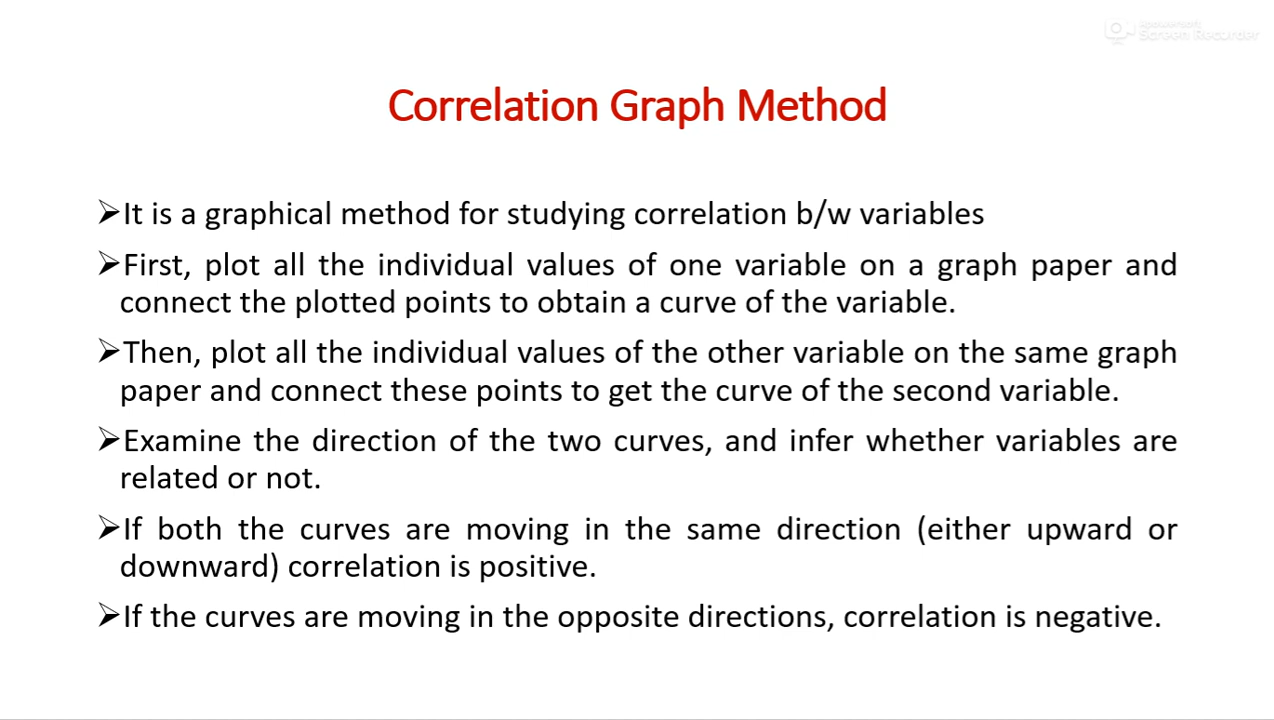 Apowersoft
Screen Recorder
Correlation Graph Method
➢It is a graphical method for studying correlation b/w variables
➢First, plot all the individual values of one variable on a graph paper and
connect the plotted points to obtain a curve of the variable.
➢Then, plot all the individual values of the other variable on the same graph
paper and connect these points to get the curve of the second variable.
➢Examine the direction of the two curves, and infer whether variables are
related or not.
➢If both the curves are moving in the same direction (either upward or
downward) correlation is positive.
➢If the curves are moving in the opposite directions, correlation is negative.